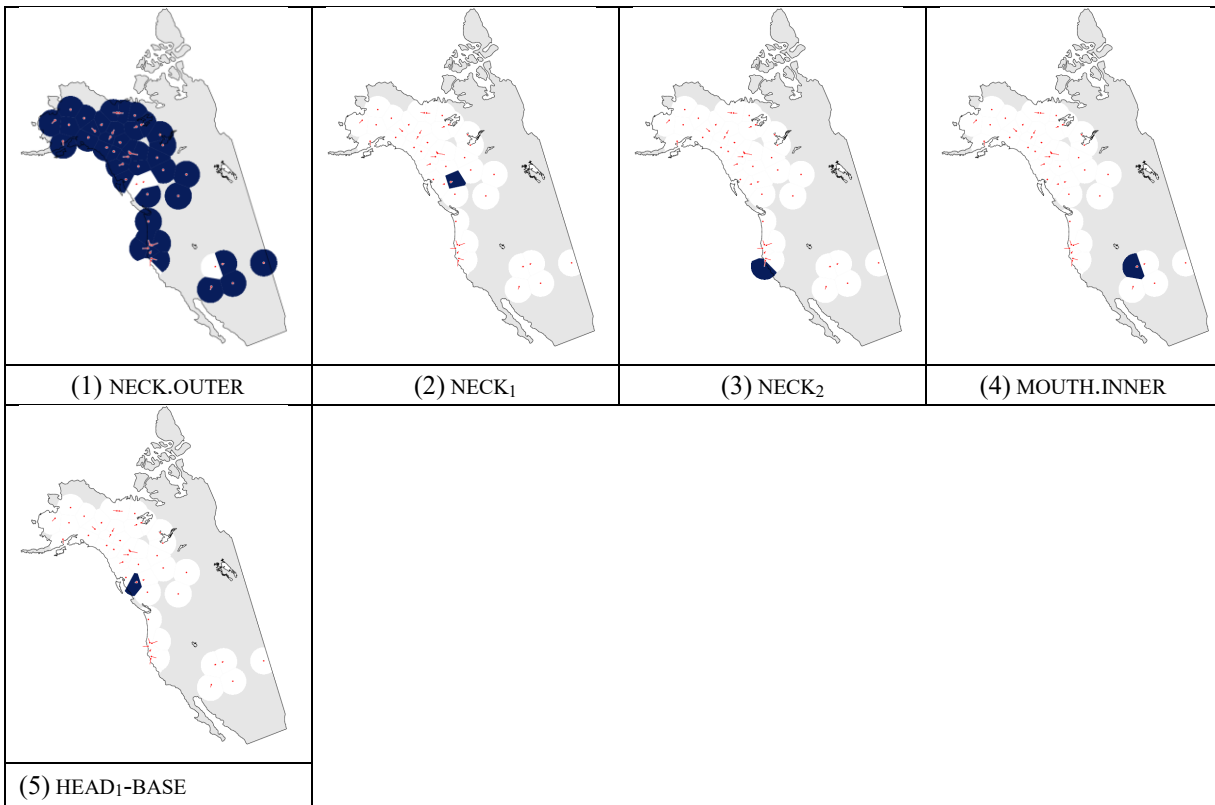 (1) NECK.OUTER
(2) NECK₁
(3) NECK₂
(4) MOUTH.INNER
(5) HEAD₁-BASE